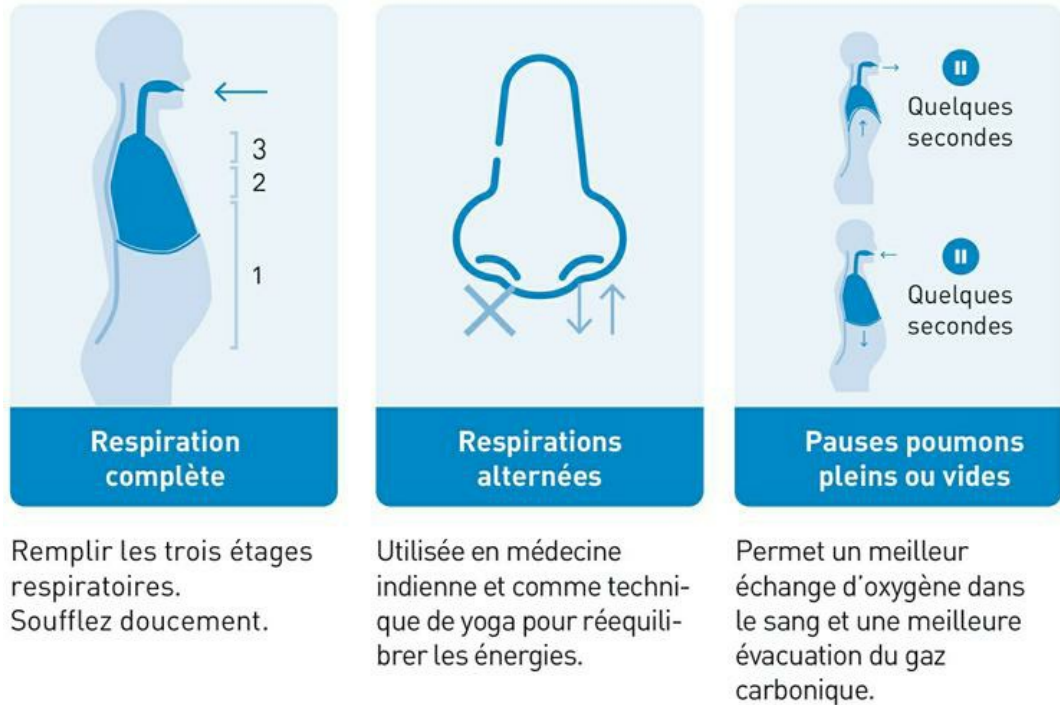 3
2
1
Respiration
complète
Remplir les trois étages
respiratoires.
Soufflez doucement.
Respirations
alternées
Utilisée en médecine
indienne et comme techni-
que de yoga pour réequili-
brer les énergies.
Quelques
secondes
Quelques
secondes
Pauses poumons
pleins ou vides
Permet un meilleur
échange d'oxygène dans
le sang et une meilleure
évacuation du gaz
carbonique.